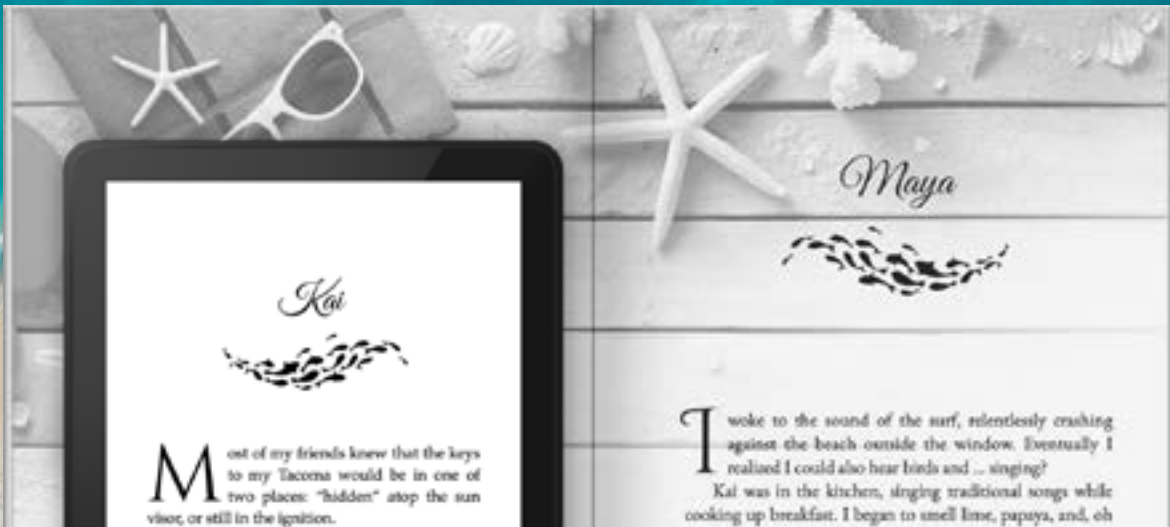 Kai
Most of my friends knew that the keys
to my Tacoma would be in one of
two places: “hidden” atop the sun
visor, or still in the ignition.
Maya
I woke to the sound of the surf, relentlessly crashing
against the beach outside the window. Eventually I
realized I could also hear birds and ... singing?
Kai was in the kitchen, singing traditional songs while
cooking up breakfast. I began to smell lime, papaya, and, oh